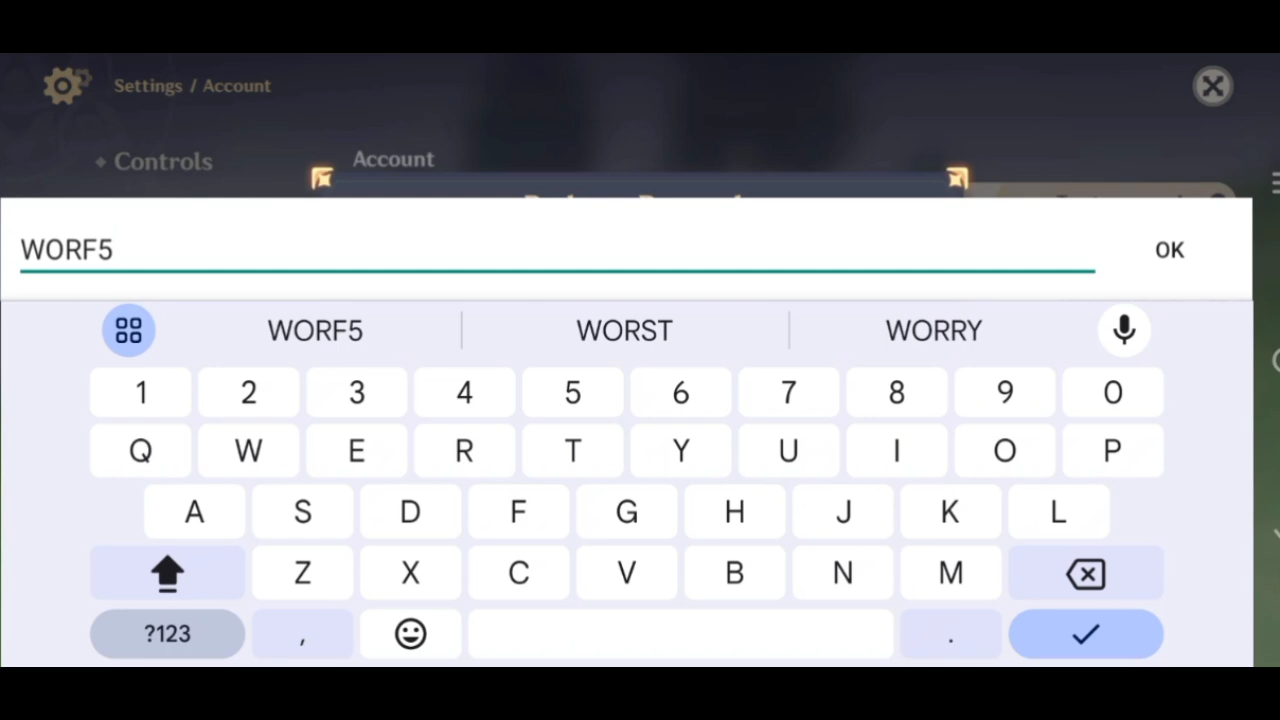 Settings / Account
Controls
Account
WORF5
OK
WORF5 WORST WORRY
1 2 3 4 5 6 7 8 9 0
Q W E R T Y U I O P
A S D F G H J K L
Z X C V B N M
?123 , .